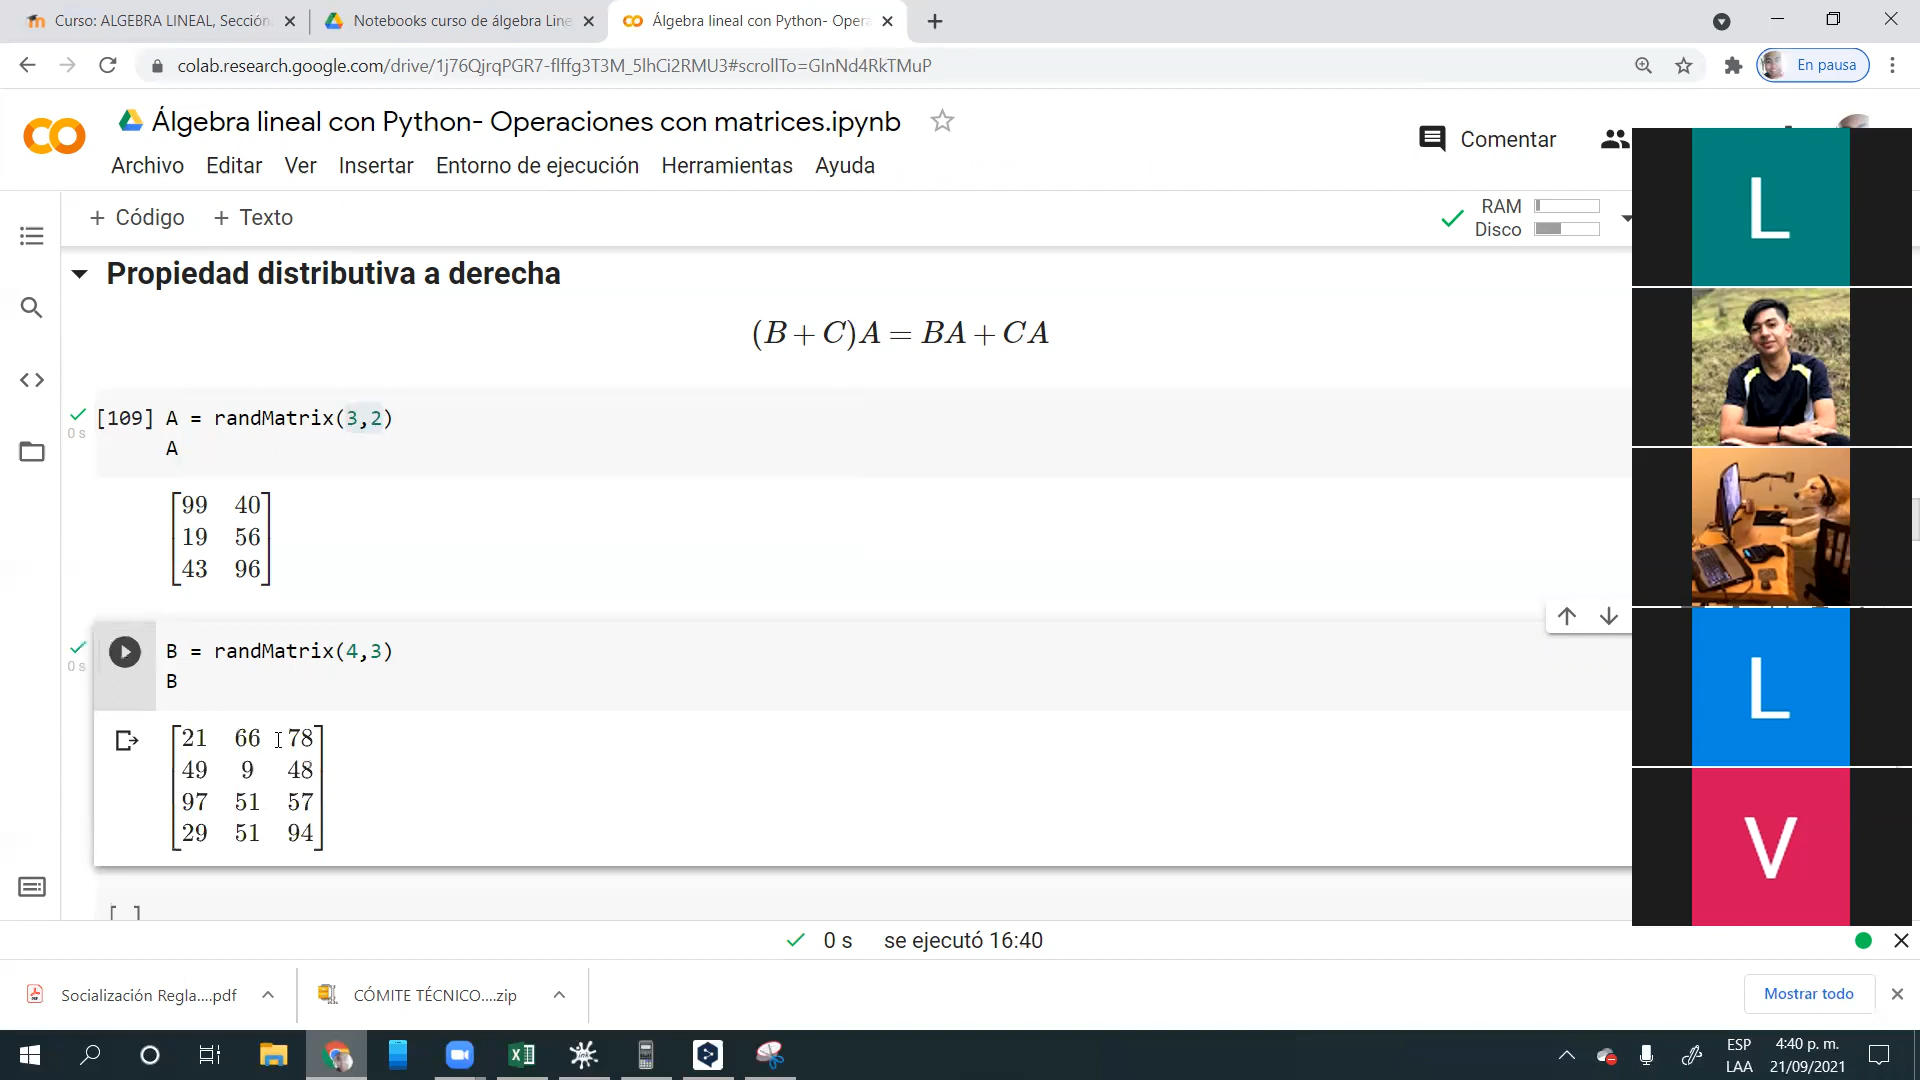 Curso: ALGEBRA LINEAL, Sección
Notebooks curso de álgebra Line
Álgebra lineal con Python- Opera
colab.research.google.com/drive/1j76QjrqPGR7-flffg3T3M_5lhCi2RMU3#scrollTo=GInNd4RkTMuP
En pausa
Álgebra lineal con Python- Operaciones con matrices.ipynb
Comentar
Archivo Editar Ver Insertar Entorno de ejecución Herramientas Ayuda
+ Código + Texto
RAM
Disco
Propiedad distributiva a derecha
(B + C)A = BA + CA
[109] A = randMatrix(3,2)
0 s
A
99 40
19 56
43 96
B = randMatrix(4,3)
0 s
B
21 66 78
49 9 48
97 51 57
29 51 94
[ ]
0 s se ejecutó 16:40
L
L
V
Socialización Regla....pdf
CÓMITE TÉCNICO....zip
Mostrar todo
ESP
LAA
4:40 p. m.
21/09/2021